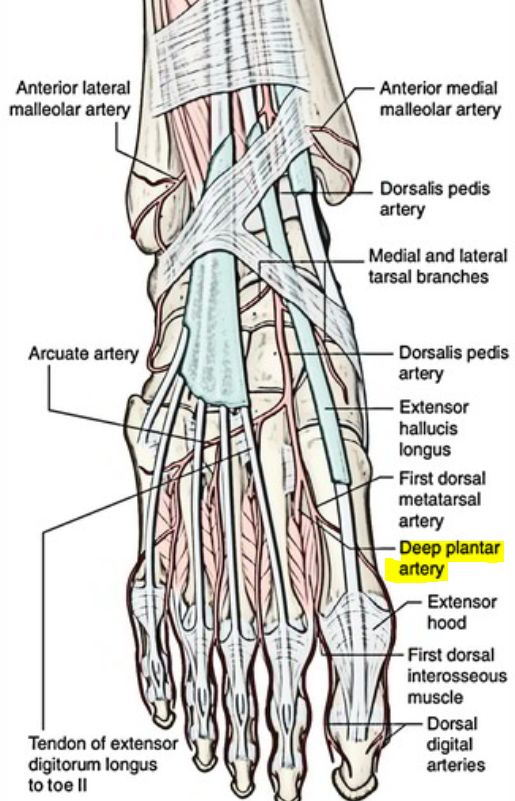 Anterior lateral
malleolar artery
Anterior medial
malleolar artery
Dorsalis pedis
artery
Medial and lateral
tarsal branches
Arcuate artery
Dorsalis pedis
artery
Extensor
hallucis
longus
First dorsal
metatarsal
artery
Deep plantar
artery
Extensor
hood
First dorsal
interosseous
muscle
Dorsal
digital
arteries
Tendon of extensor
digitorum longus
to toe II